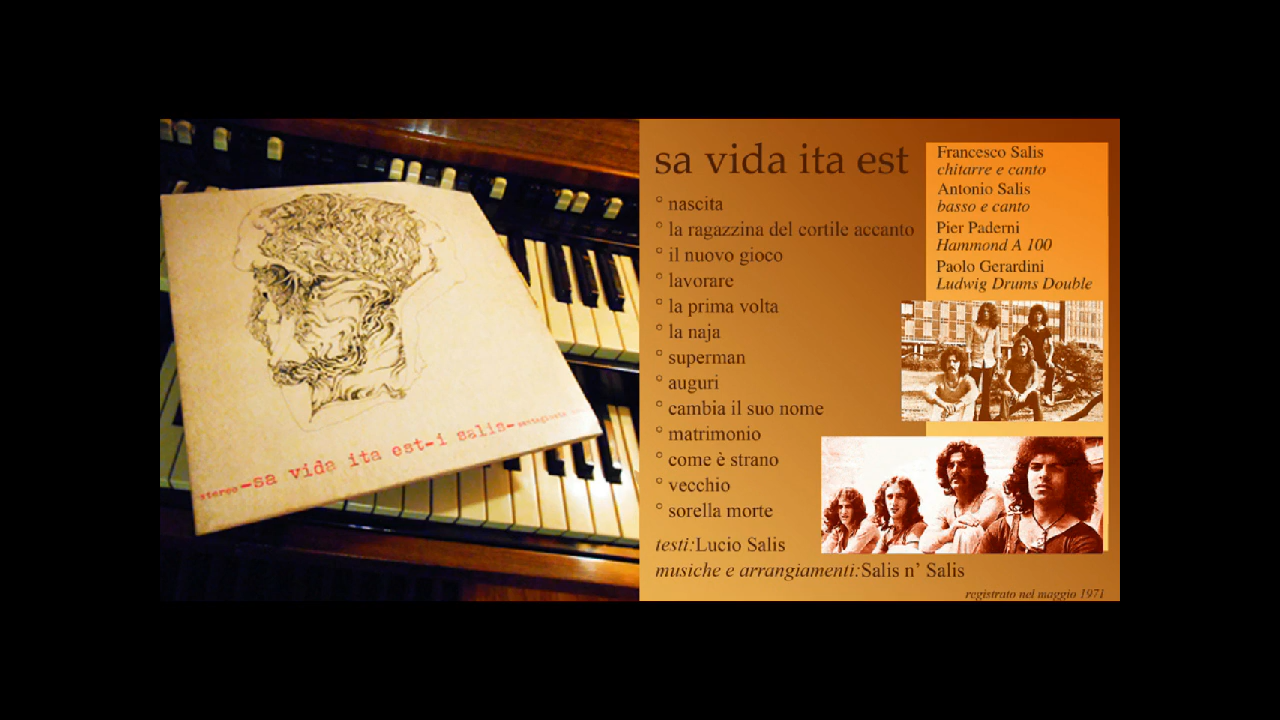 stereo-sa vida ita est-i salis-
sa vida ita est
° nascita
° la ragazzina del cortile accanto
° il nuovo gioco
° lavorare
° la prima volta
° la naja
° superman
° auguri
° cambia il suo nome
° matrimonio
° come è strano
° vecchio
° sorella morte
testi:Lucio Salis
musiche e arrangiamenti:Salis n' Salis
Francesco Salis
chitarre e canto
Antonio Salis
basso e canto
Pier Paderni
Hammond A 100
Paolo Gerardini
Ludwig Drums Double
registrato nel maggio 1971